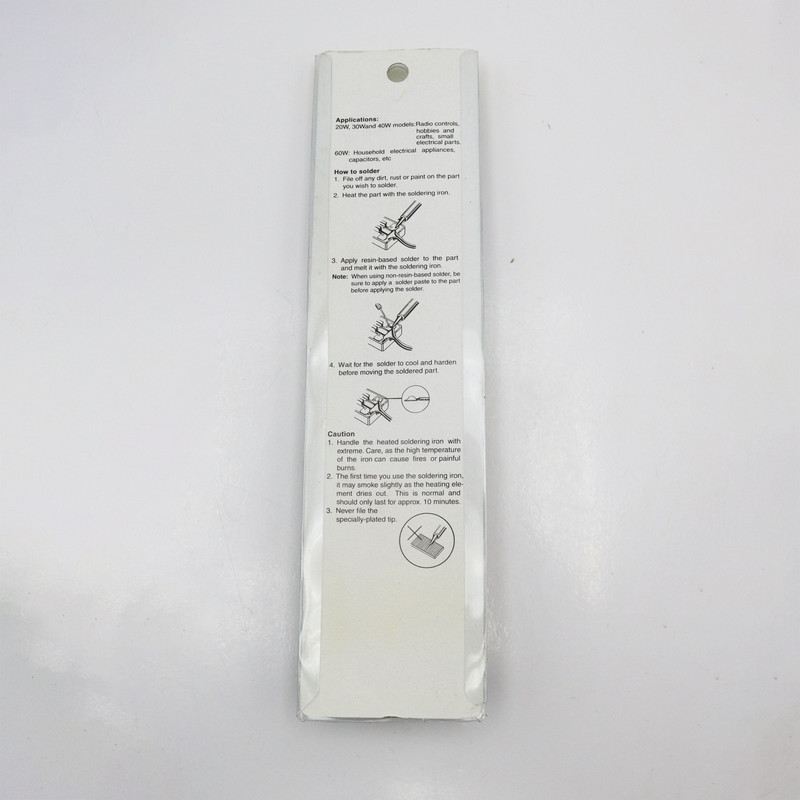 Applications:
20W, 30Wand 40W models:Radio controls,
hobbies and
crafts, small
electrical parts.
60W: Household electrical appliances,
capacitors, etc
How to solder
1. File off any dirt, rust or paint on the part
you wish to solder.
2. Heat the part with the soldering iron.
3. Apply resin-based solder to the part
and melt it with the soldering iron
Note: When using non-resin-based solder, be
sure to apply a solder paste to the part
before applying the solder.
4. Wait for the solder to cool and harden
before moving the soldered part.
Caution
1. Handle the heated soldering iron with
extreme. Care, as the high temperature
of the iron can cause fires or painful
burns.
2. The first time you use the soldering iron,
it may smoke slightly as the heating ele-
ment dries out. This is normal and
should only last for approx. 10 minutes.
3. Never file the
specially-plated tip.